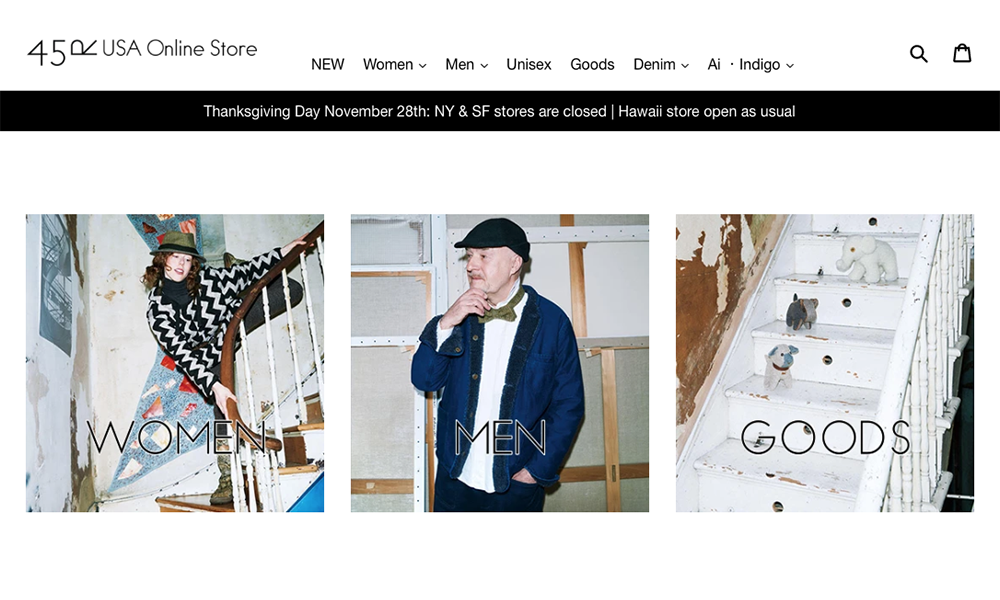 45R USA Online Store
NEW Women Men Unisex Goods Denim Ai ・Indigo
Thanksgiving Day November 28th: NY & SF stores are closed | Hawaii store open as usual
WOMEN MEN GOODS